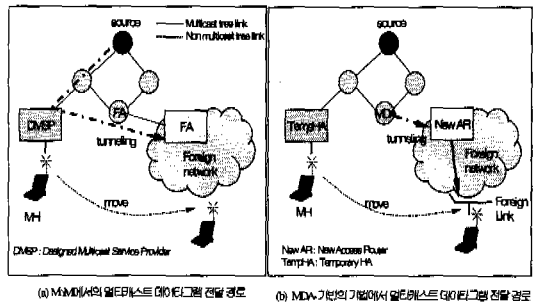 source
Multicast tree link
Non multicast tree link
FA
DMSP
FA
tunneling
Foreign
network
MH
move
DMSP : Designed Multicast Service Provider
(a) MoM에서의 멀티캐스트 데이타그램 전달 경로
source
MDA
TempHA
New AR
tunneling
Foreign
network
MH
move
Foreign
Link
New AR : New Access Router
TempHA : Temporary HA
(b) MDA 기반의 기법에서 멀티캐스트 데이타그램 전달 경로